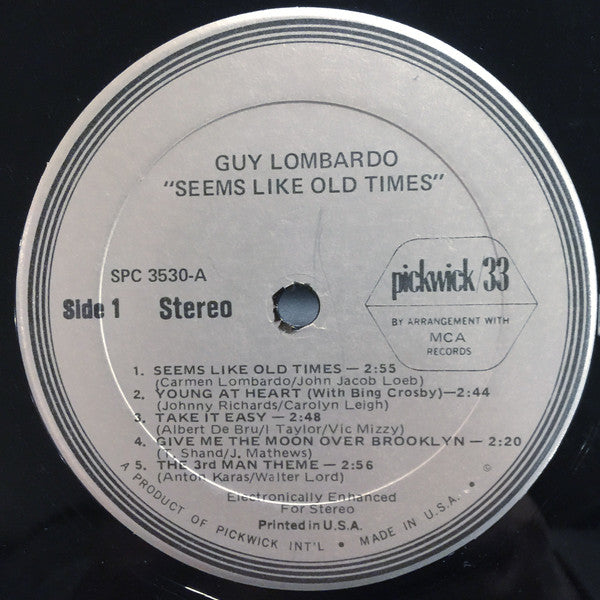 GUY LOMBARDO
"SEEMS LIKE OLD TIMES"
SPC 3530-A
Side 1 Stereo
pickwick/33
BY ARRANGEMENT WITH
MCA
RECORDS
1. SEEMS LIKE OLD TIMES — 2:55
(Carmen Lombardo/John Jacob Loeb)
2. YOUNG AT HEART (With Bing Crosby)—2:44
(Johnny Richards/Carolyn Leigh)
3. TAKE IT EASY — 2:48
(Albert De Bru/I Taylor/Vic Mizzy)
4. GIVE ME THE MOON OVER BROOKLYN — 2:20
(T. Shand/J. Mathews)
5. THE 3rd MAN THEME — 2:56
(Anton Karas/Walter Lord)
Electronically Enhanced
For Stereo
Printed in U.S.A.
A PRODUCT OF PICKWICK INT'L • MADE IN U.S.A. • ©